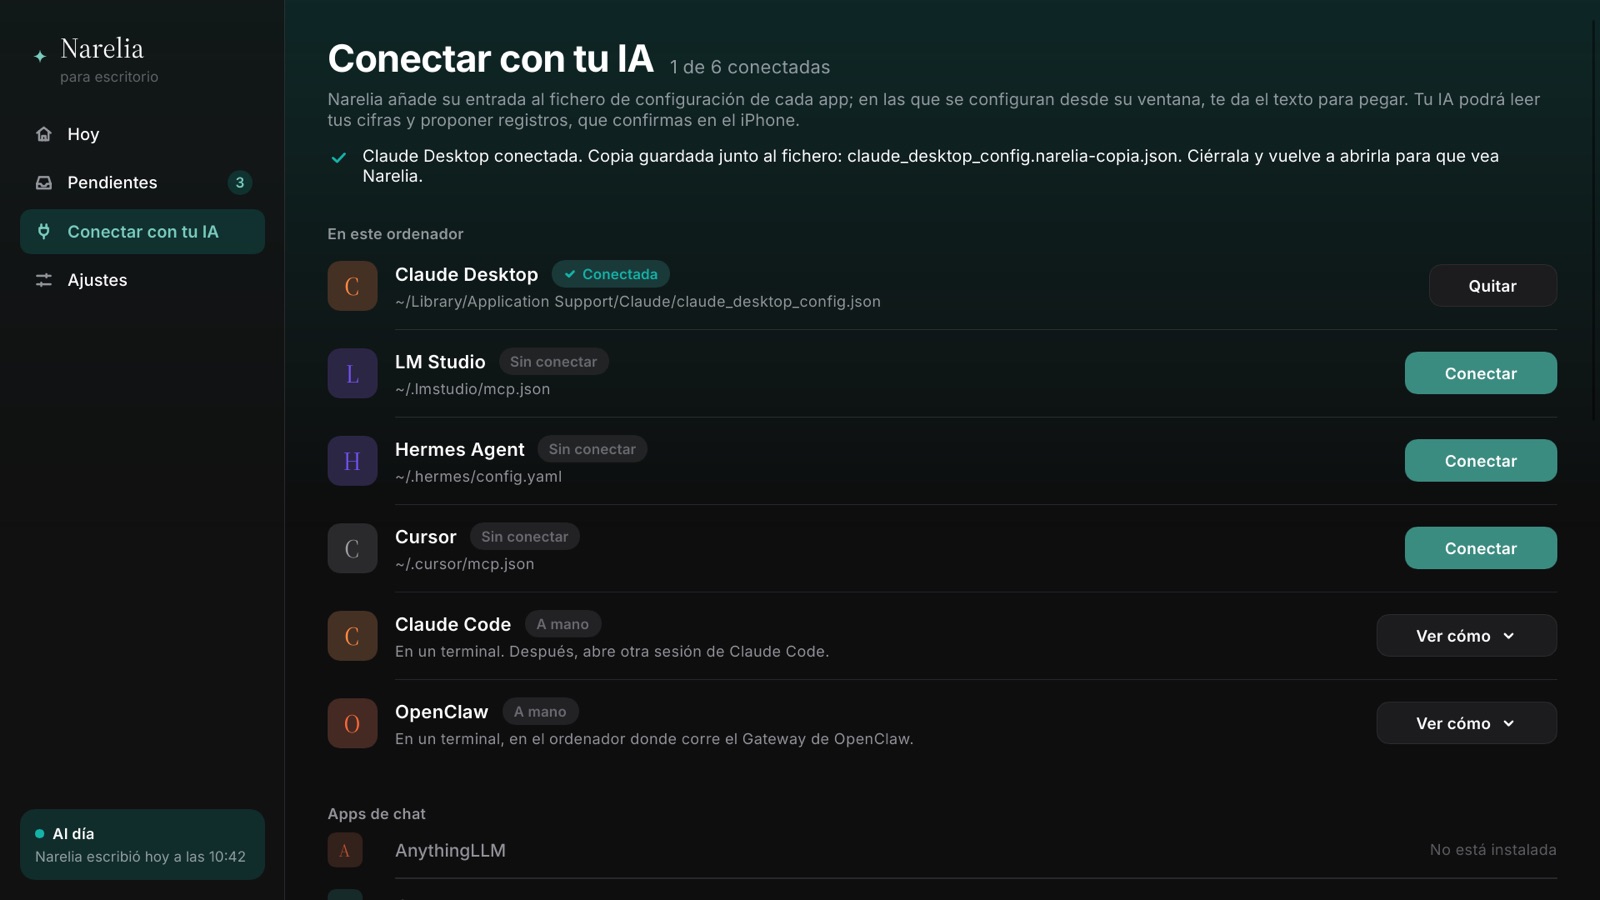 Narelia
para escritorio
Hoy
Pendientes 3
Conectar con tu IA
Ajustes
Al día
Narelia escribió hoy a las 10:42
Conectar con tu IA 1 de 6 conectadas
Narelia añade su entrada al fichero de configuración de cada app; en las que se configuran desde su ventana, te da el texto para pegar. Tu IA podrá leer
tus cifras y proponer registros, que confirmas en el iPhone.
Claude Desktop conectada. Copia guardada junto al fichero: claude_desktop_config.narelia-copia.json. Ciérrala y vuelve a abrirla para que vea
Narelia.
En este ordenador
C Claude Desktop Conectada
~/Library/Application Support/Claude/claude_desktop_config.json
Quitar
L LM Studio Sin conectar
~/.lmstudio/mcp.json
Conectar
H Hermes Agent Sin conectar
~/.hermes/config.yaml
Conectar
C Cursor Sin conectar
~/.cursor/mcp.json
Conectar
C Claude Code A mano
En un terminal. Después, abre otra sesión de Claude Code.
Ver cómo
O OpenClaw A mano
En un terminal, en el ordenador donde corre el Gateway de OpenClaw.
Ver cómo
Apps de chat
A AnythingLLM No está instalada